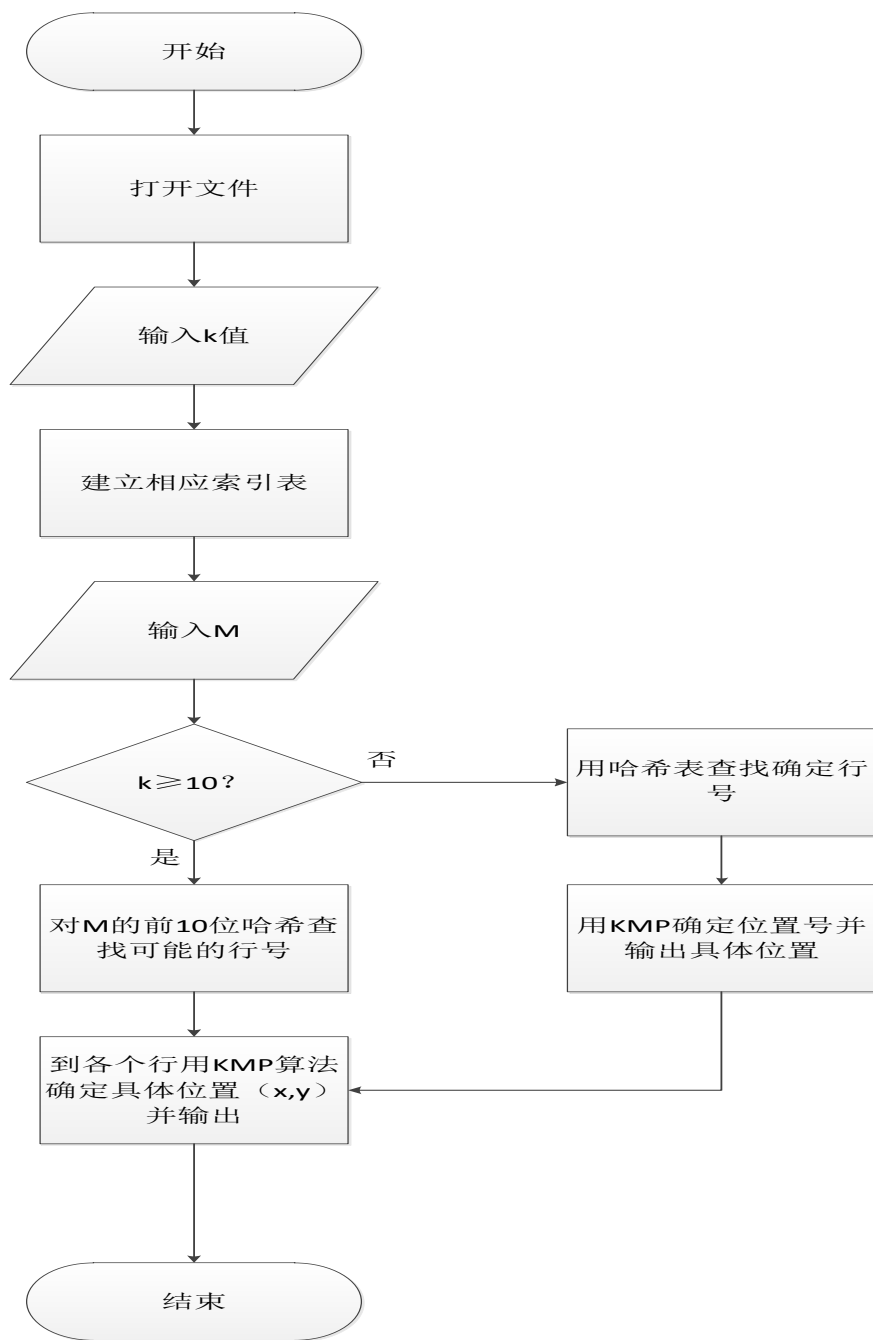 开始
打开文件
输入k值
建立相应索引表
输入M
k≥10?
否
是
用哈希表查找确定行
号
对M的前10位哈希查
找可能的行号
用KMP确定位置号并
输出具体位置
到各个行用KMP算法
确定具体位置（x,y）
并输出
结束